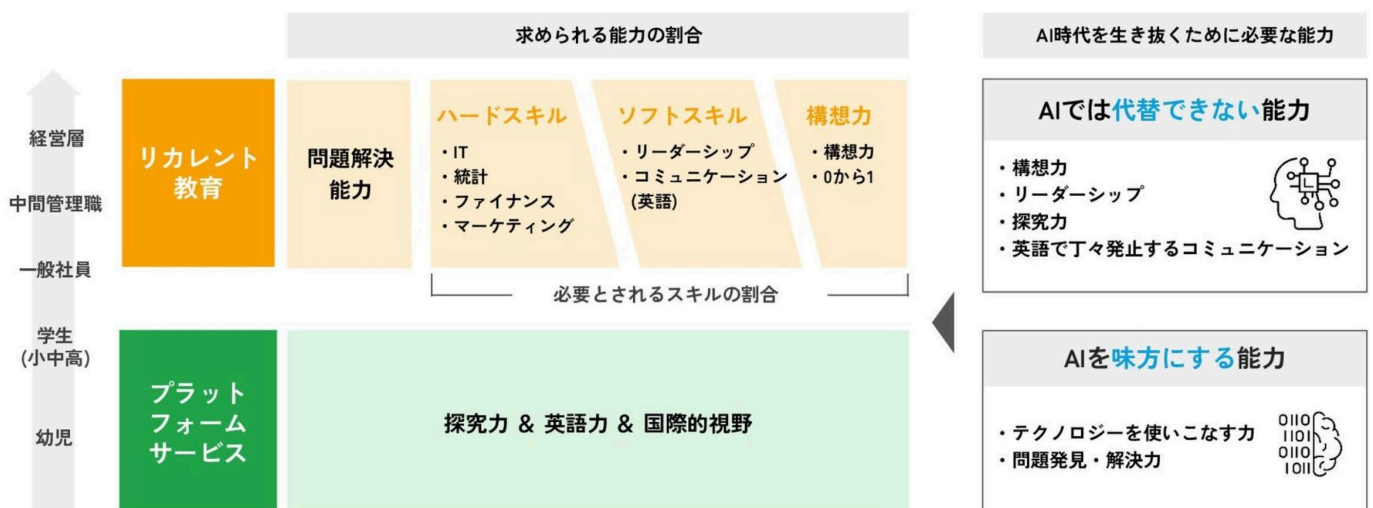 求められる能力の割合
AI時代を生き抜くために必要な能力
経営層
中間管理職
一般社員
学生
(小中高)
幼児
リカレント
教育
問題解決
能力
ハードスキル
・IT
・統計
・ファイナンス
・マーケティング
ソフトスキル
・リーダーシップ
・コミュニケーション
(英語)
構想力
・構想力
・0から1
必要とされるスキルの割合
プラット
フォーム
サービス
探究力 & 英語力 & 国際的視野
AIでは代替できない能力
・構想力
・リーダーシップ
・探究力
・英語で丁々発止するコミュニケーション
AIを味方にする能力
・テクノロジーを使いこなす力
・問題発見・解決力
0110
1101
0110
1011